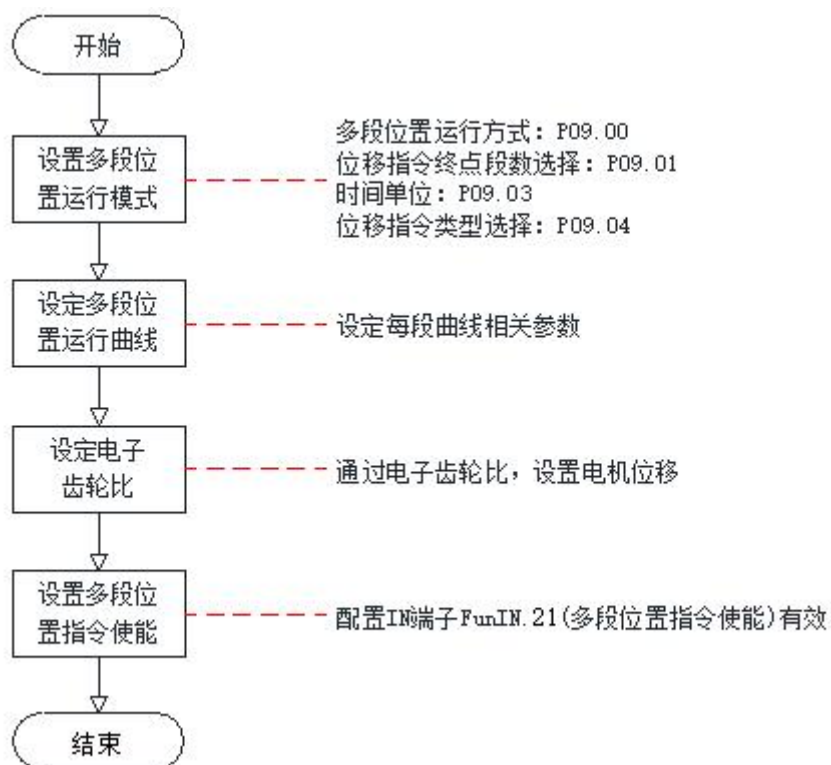 开始
设置多段位
置运行模式
多段位置运行方式：P09.00
位移指令终点段数选择：P09.01
时间单位：P09.03
位移指令类型选择：P09.04
设定多段位
置运行曲线
设定每段曲线相关参数
设定电子
齿轮比
通过电子齿轮比，设置电机位移
设置多段位
置指令使能
配置IN端子FunIN.21(多段位置指令使能)有效
结束